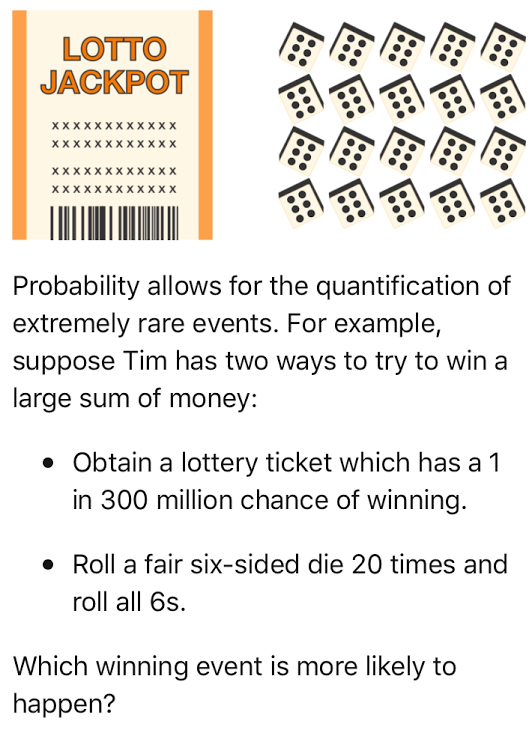 LOTTO
JACKPOT
xxxxxxxxxxxx
xxxxxxxxxxxx
xxxxxxxxxxxx
xxxxxxxxxxxx
Probability allows for the quantification of
extremely rare events. For example,
suppose Tim has two ways to try to win a
large sum of money:
• Obtain a lottery ticket which has a 1
in 300 million chance of winning.
• Roll a fair six-sided die 20 times and
roll all 6s.
Which winning event is more likely to
happen?